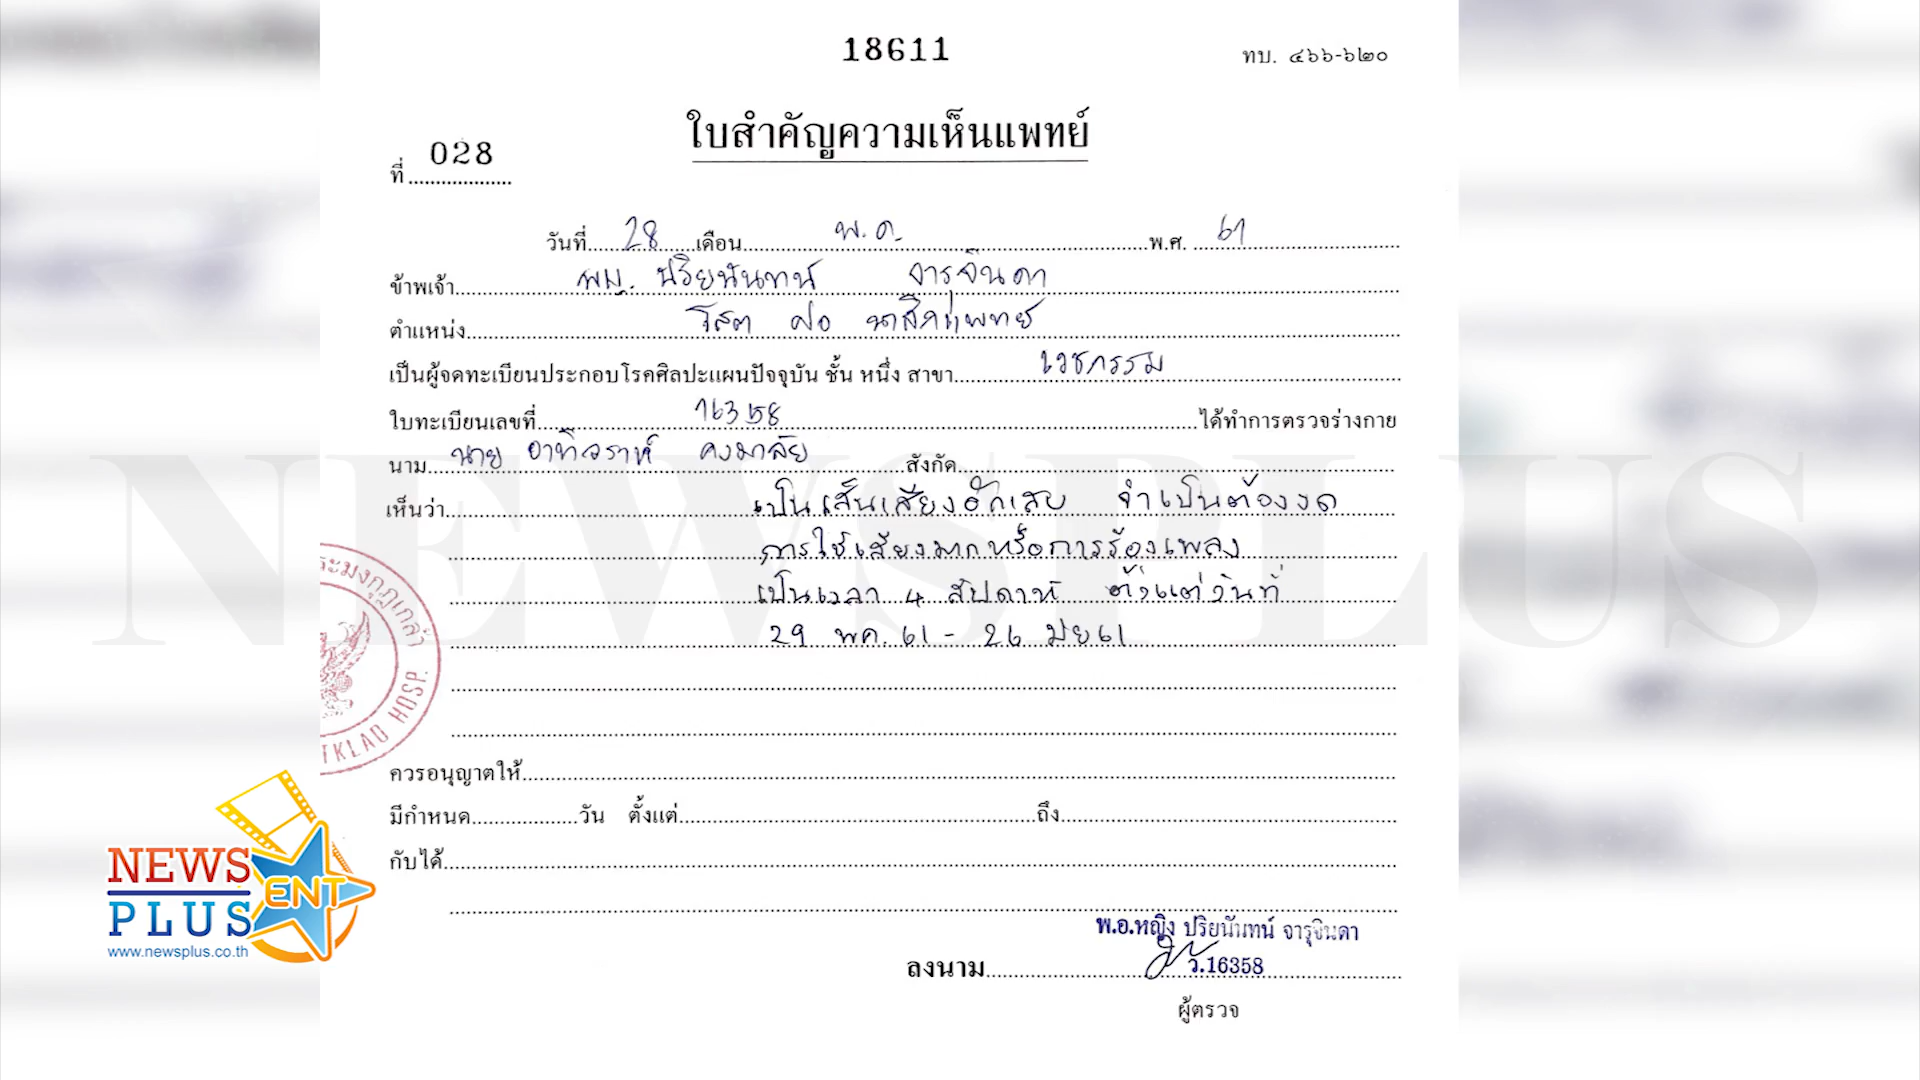 18611
ทบ. ๔๖๖-๖๒๐
ใบสำคัญความเห็นแพทย์
ที่ 028
วันที่ 28 เดือน พ.ค. พ.ศ. 61
ข้าพเจ้า พญ. ปริยนันทน์ จารุจินดา
ตำแหน่ง โสต ศอ นาสิกแพทย์
เป็นผู้จดทะเบียนประกอบโรคศิลปะแผนปัจจุบัน ชั้น หนึ่ง สาขา เวชกรรม
ใบทะเบียนเลขที่ 16358 ได้ทำการตรวจร่างกาย
นาม นาย อาทิวราห์ คงมาลัย สังกัด
เห็นว่า เป็นเส้นเสียงอักเสบ จำเป็นต้องงด
การใช้เสียงมากหรือการร้องเพลง
เป็นเวลา 4 สัปดาห์ ตั้งแต่วันที่
29 พค. 61 - 26 มิย 61
ระมงกุฎเกล้า
TKLAO HOSP.
ควรอนุญาตให้
มีกำหนด วัน ตั้งแต่ ถึง
กับได้
พ.อ.หญิง ปริยนันทน์ จารุจินดา
ลงนาม ว.16358
ผู้ตรวจ
NEWSPLUS
NEWS
PLUS
ENT
www.newsplus.co.th